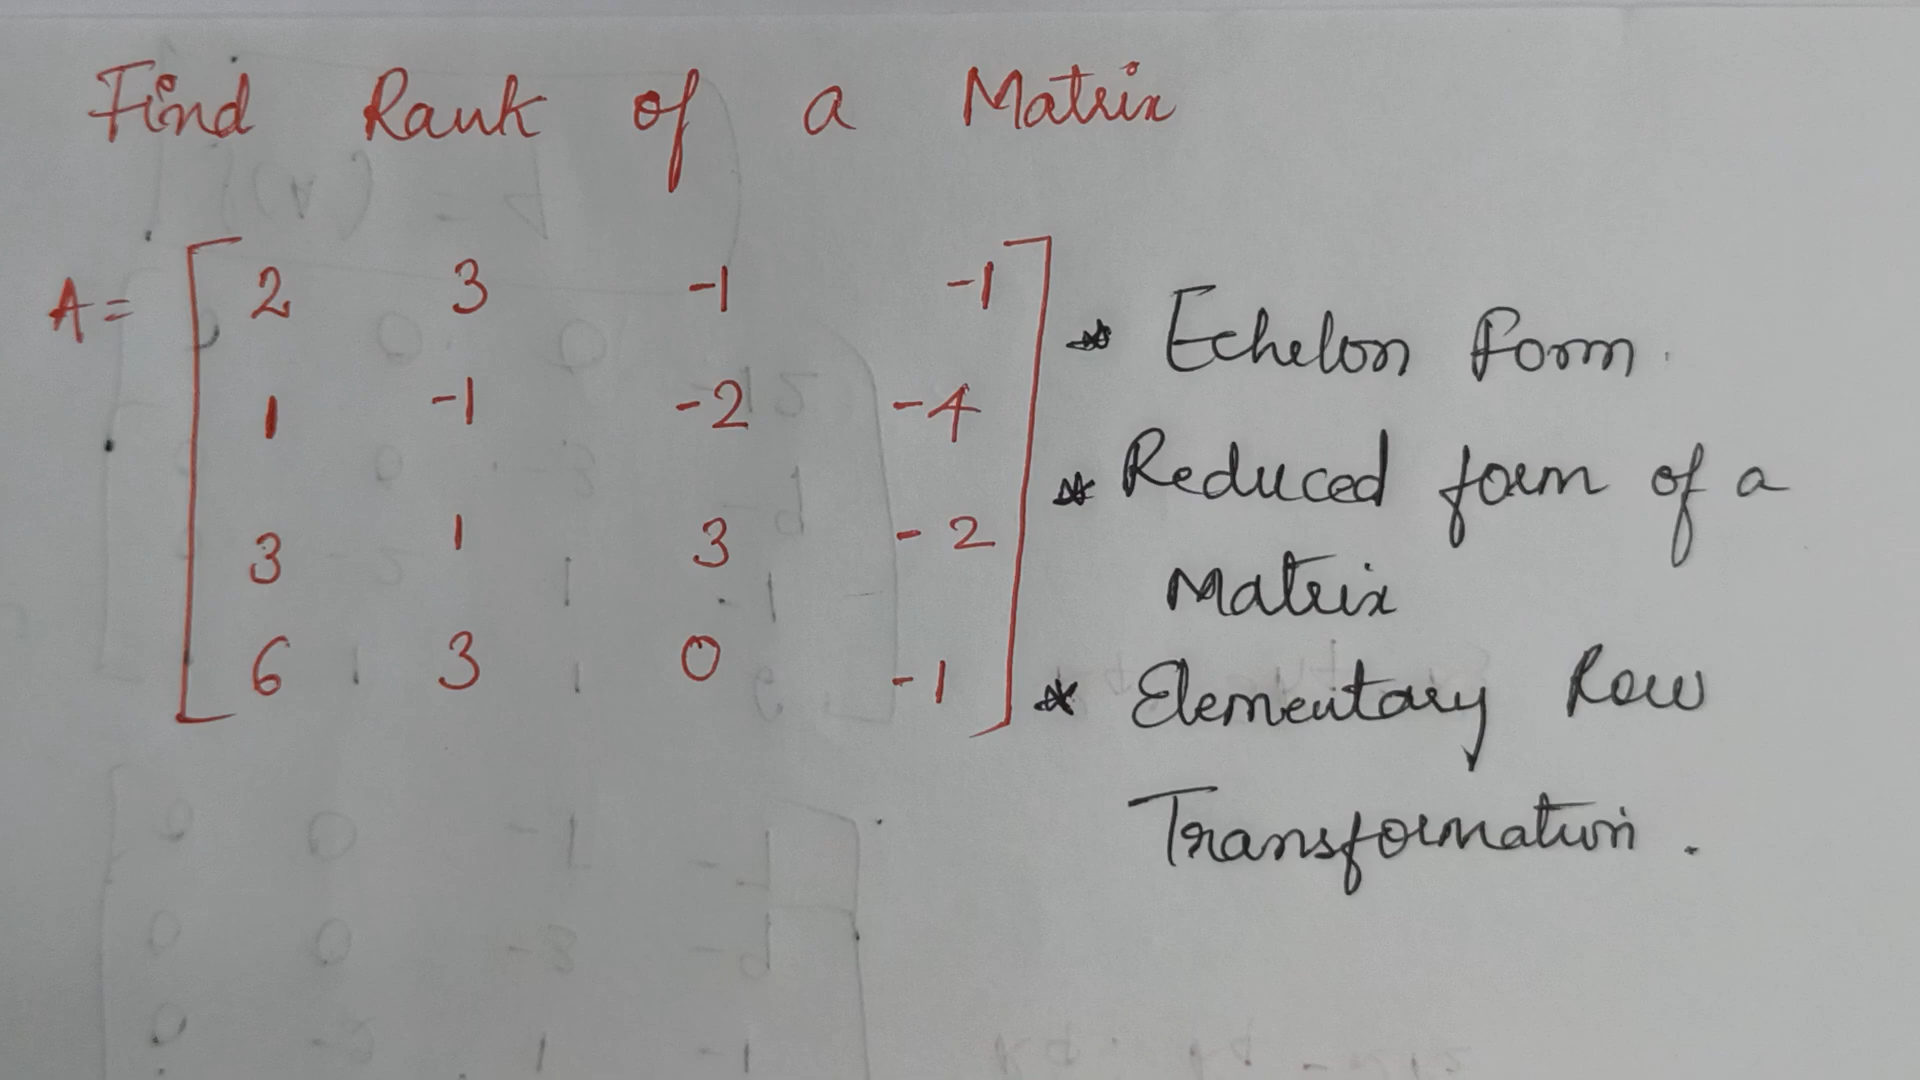 Find Rank of a Matrix
A = [ 2 3 -1 -1
1 -1 -2 -4
3 1 3 -2
6 3 0 -1 ]
* Echelon form.
* Reduced form of a
Matrix
* Elementary Row
Transformation.